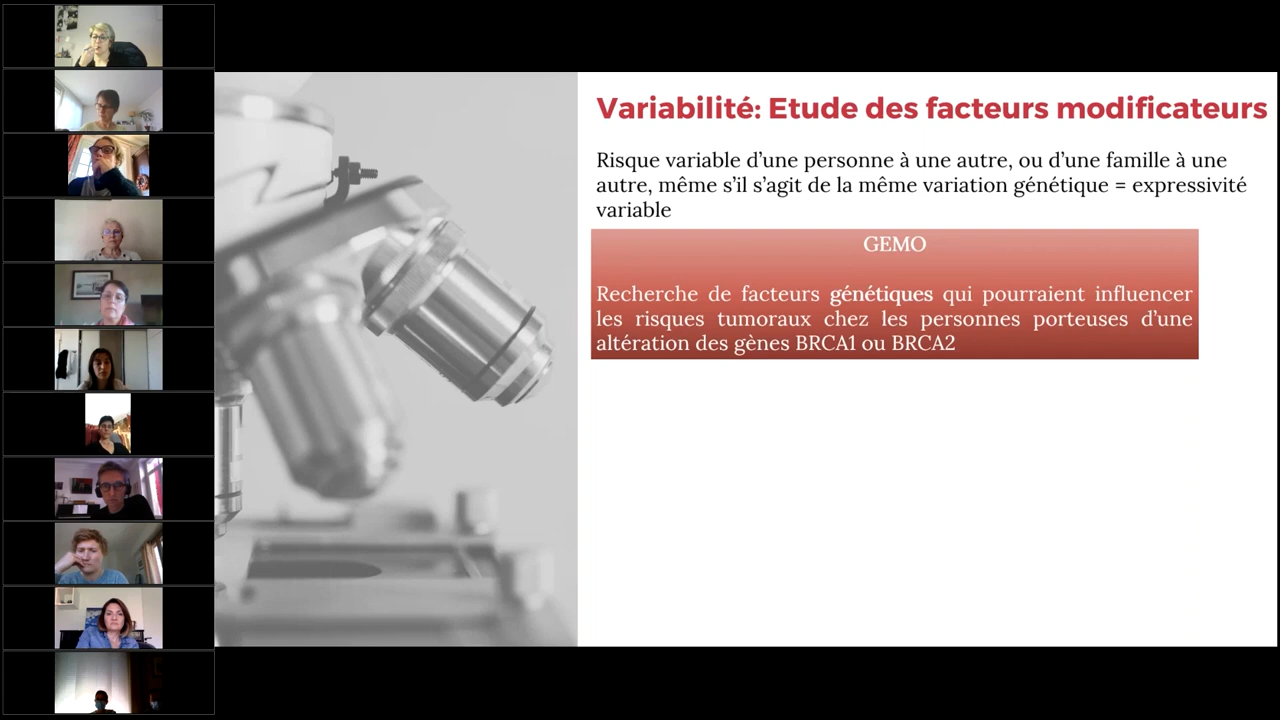 Variabilité: Etude des facteurs modificateurs
Risque variable d’une personne à une autre, ou d’une famille à une
autre, même s’il s’agit de la même variation génétique = expressivité
variable
GEMO
Recherche de facteurs génétiques qui pourraient influencer
les risques tumoraux chez les personnes porteuses d’une
altération des gènes BRCA1 ou BRCA2